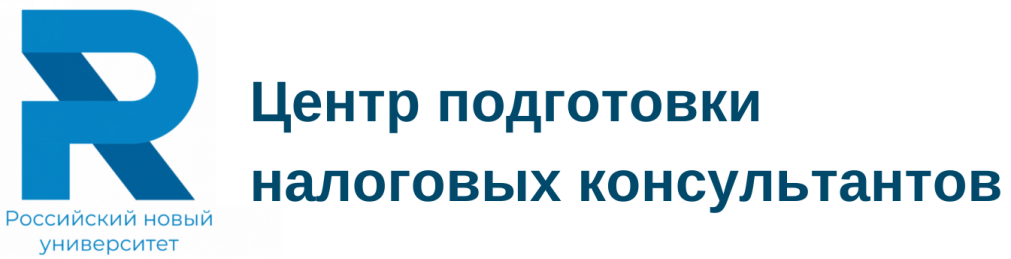 Российский новый
университет
Центр подготовки
налоговых консультантов